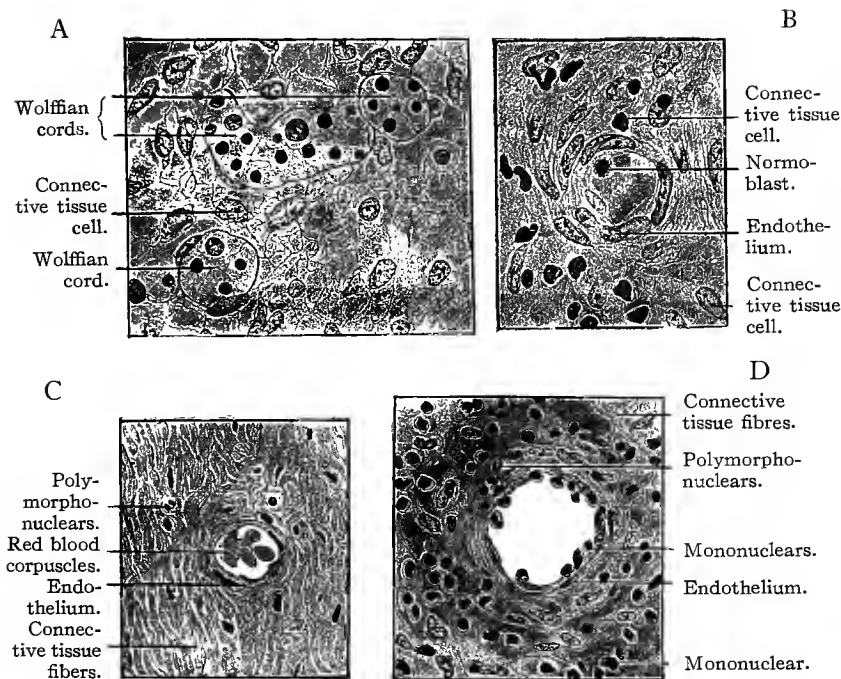 A
Wolffian
cords.
Connec-
tive tissue
cell.
Wolffian
cord.
B
Connec-
tive tissue
cell.
Normo-
blast.
Endothe-
lium.
Connec-
tive tissue
cell.
C
Poly-
morpho-
nuclears.
Red blood
corpuscles.
Endo-
thelium.
Connec-
tive tissue
fibers.
D
Connective
tissue fibres.
Polymorpho-
nuclears.
Mononuclears.
Endothelium.
Mononuclear.